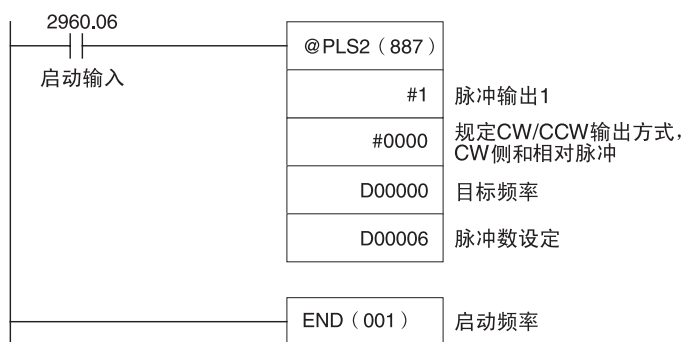 2960.06
启动输入
@PLS2（887）
#1 脉冲输出1
#0000 规定CW/CCW输出方式，
CW侧和相对脉冲
D00000 目标频率
D00006 脉冲数设定
END（001） 启动频率